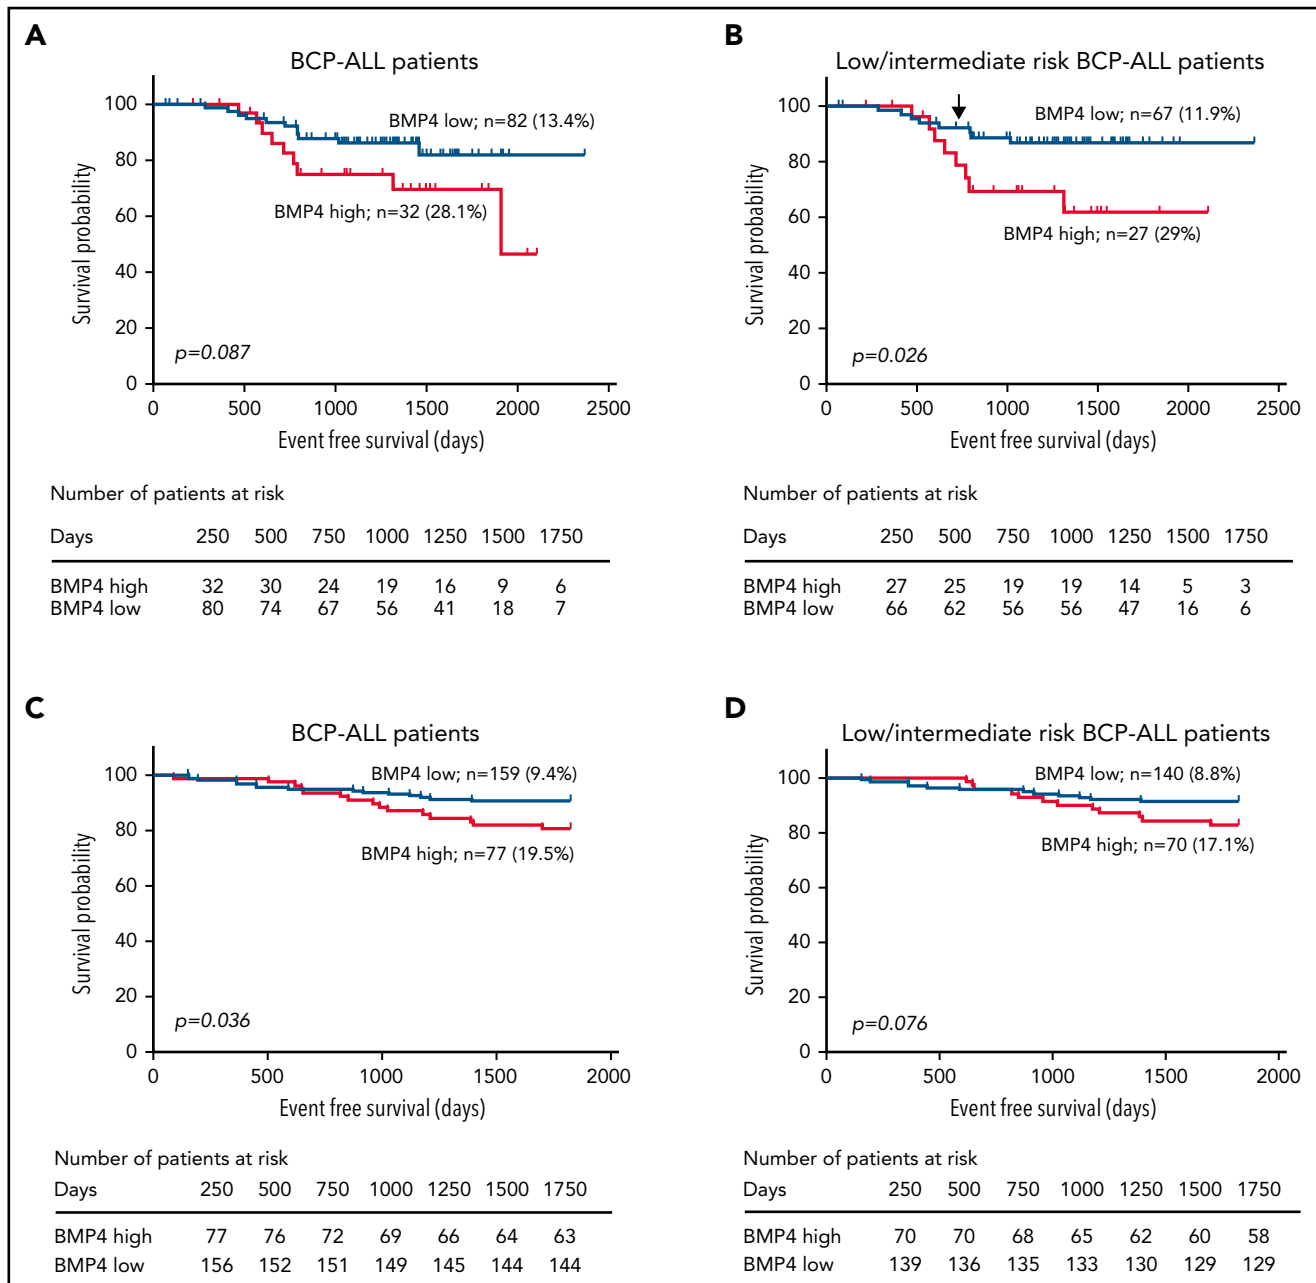 A
BCP-ALL patients
100
80
60
40
20
0
Survival probability
BMP4 low; n=82 (13.4%)
BMP4 high; n=32 (28.1%)
p=0.087
0 500 1000 1500 2000 2500
Event free survival (days)
Number of patients at risk
Days 250 500 750 1000 1250 1500 1750
BMP4 high 32 30 24 19 16 9 6
BMP4 low 80 74 67 56 41 18 7
B
Low/intermediate risk BCP-ALL patients
100
80
60
40
20
0
Survival probability
BMP4 low; n=67 (11.9%)
BMP4 high; n=27 (29%)
p=0.026
0 500 1000 1500 2000 2500
Event free survival (days)
Number of patients at risk
Days 250 500 750 1000 1250 1500 1750
BMP4 high 27 25 19 19 14 5 3
BMP4 low 66 62 56 56 47 16 6
C
BCP-ALL patients
100
80
60
40
20
0
Survival probability
BMP4 low; n=159 (9.4%)
BMP4 high; n=77 (19.5%)
p=0.036
0 500 1000 1500 2000
Event free survival (days)
Number of patients at risk
Days 250 500 750 1000 1250 1500 1750
BMP4 high 77 76 72 69 66 64 63
BMP4 low 156 152 151 149 145 144 144
D
Low/intermediate risk BCP-ALL patients
100
80
60
40
20
0
Survival probability
BMP4 low; n=140 (8.8%)
BMP4 high; n=70 (17.1%)
p=0.076
0 500 1000 1500 2000
Event free survival (days)
Number of patients at risk
Days 250 500 750 1000 1250 1500 1750
BMP4 high 70 70 68 65 62 60 58
BMP4 low 139 136 135 133 130 129 129